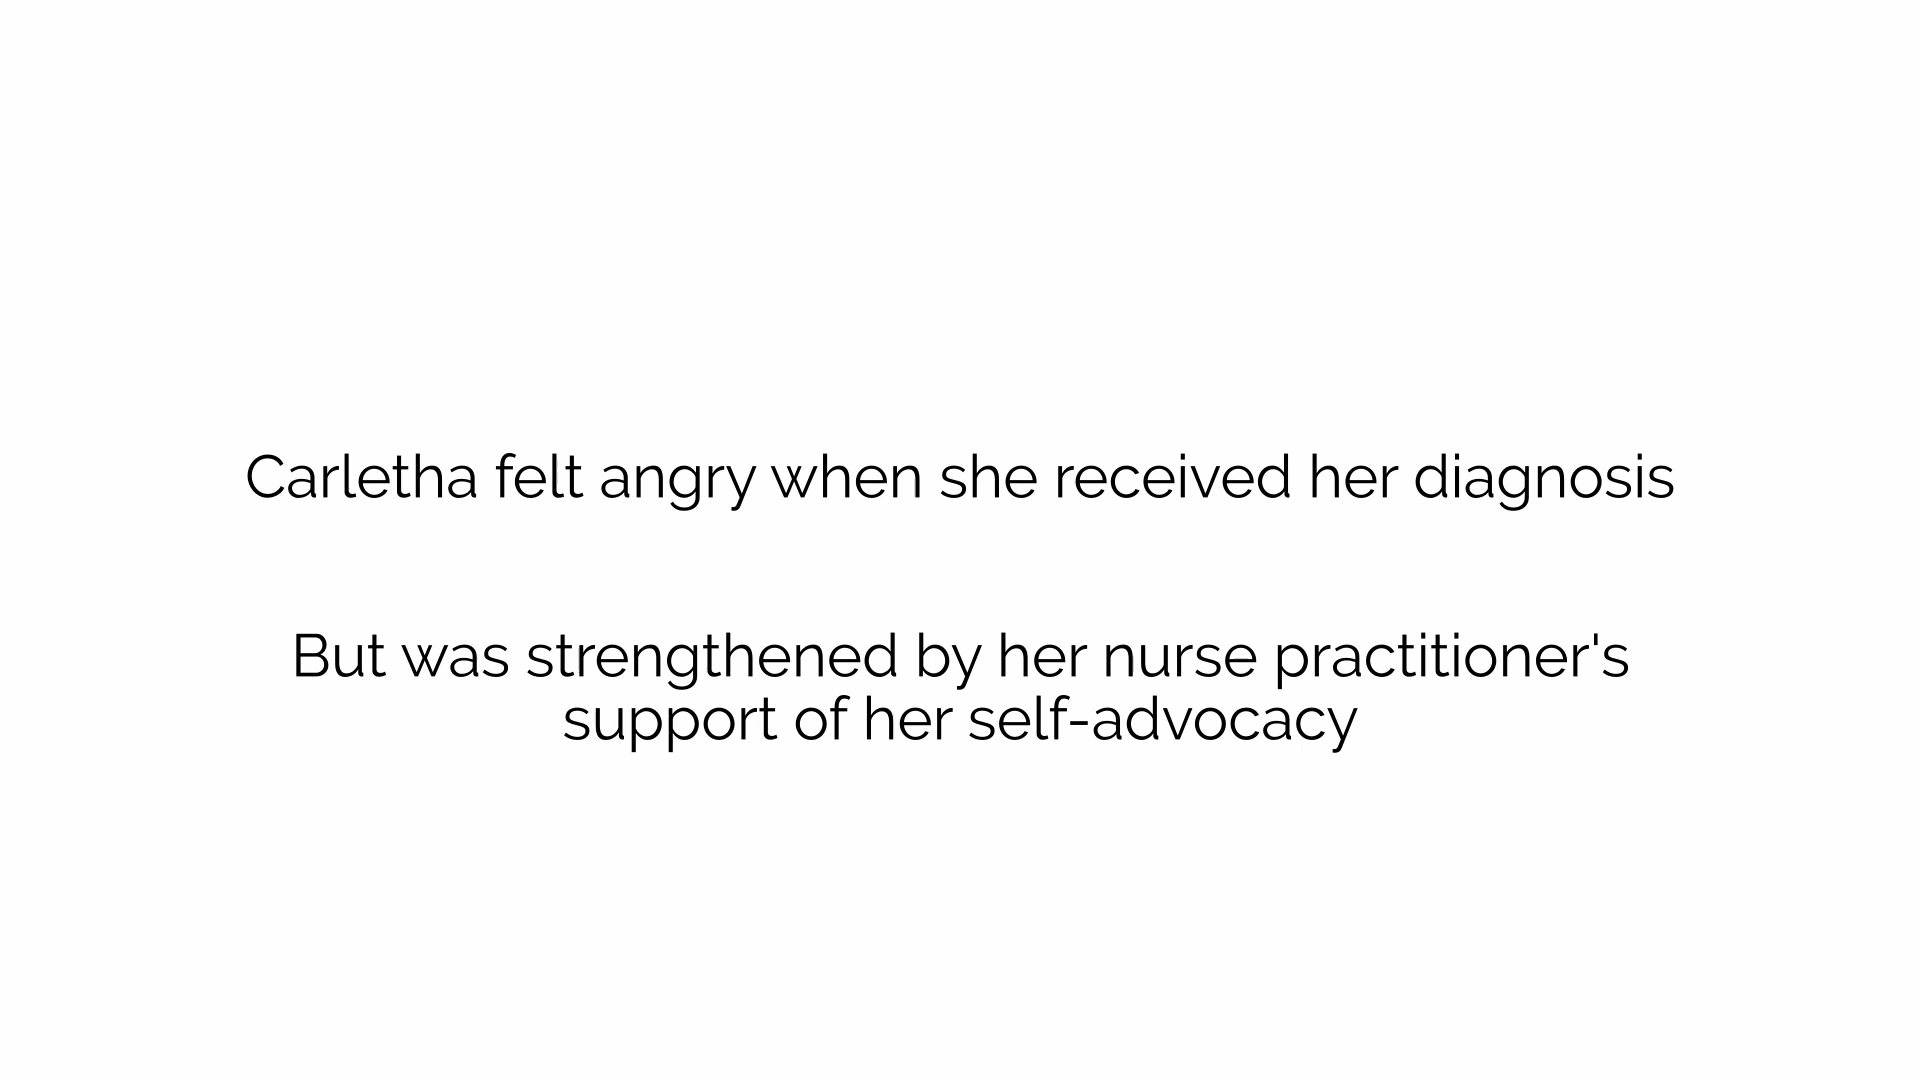 Carletha felt angry when she received her diagnosis
But was strengthened by her nurse practitioner's
support of her self-advocacy